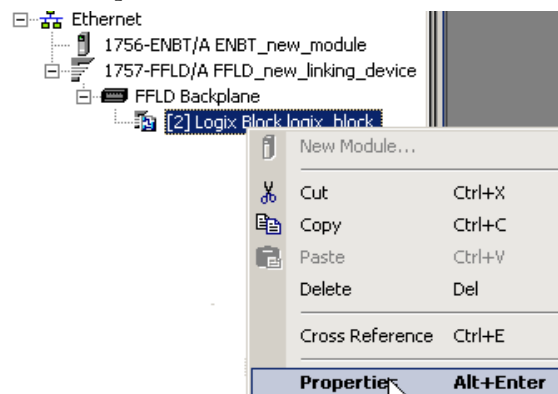 Ethernet
1756-ENBT/A ENBT_new_module
1757-FFLD/A FFLD_new_linking_device
FFLD Backplane
[2] Logix Block logix_block
New Module...
Cut Ctrl+X
Copy Ctrl+C
Paste Ctrl+V
Delete Del
Cross Reference Ctrl+E
Properties Alt+Enter